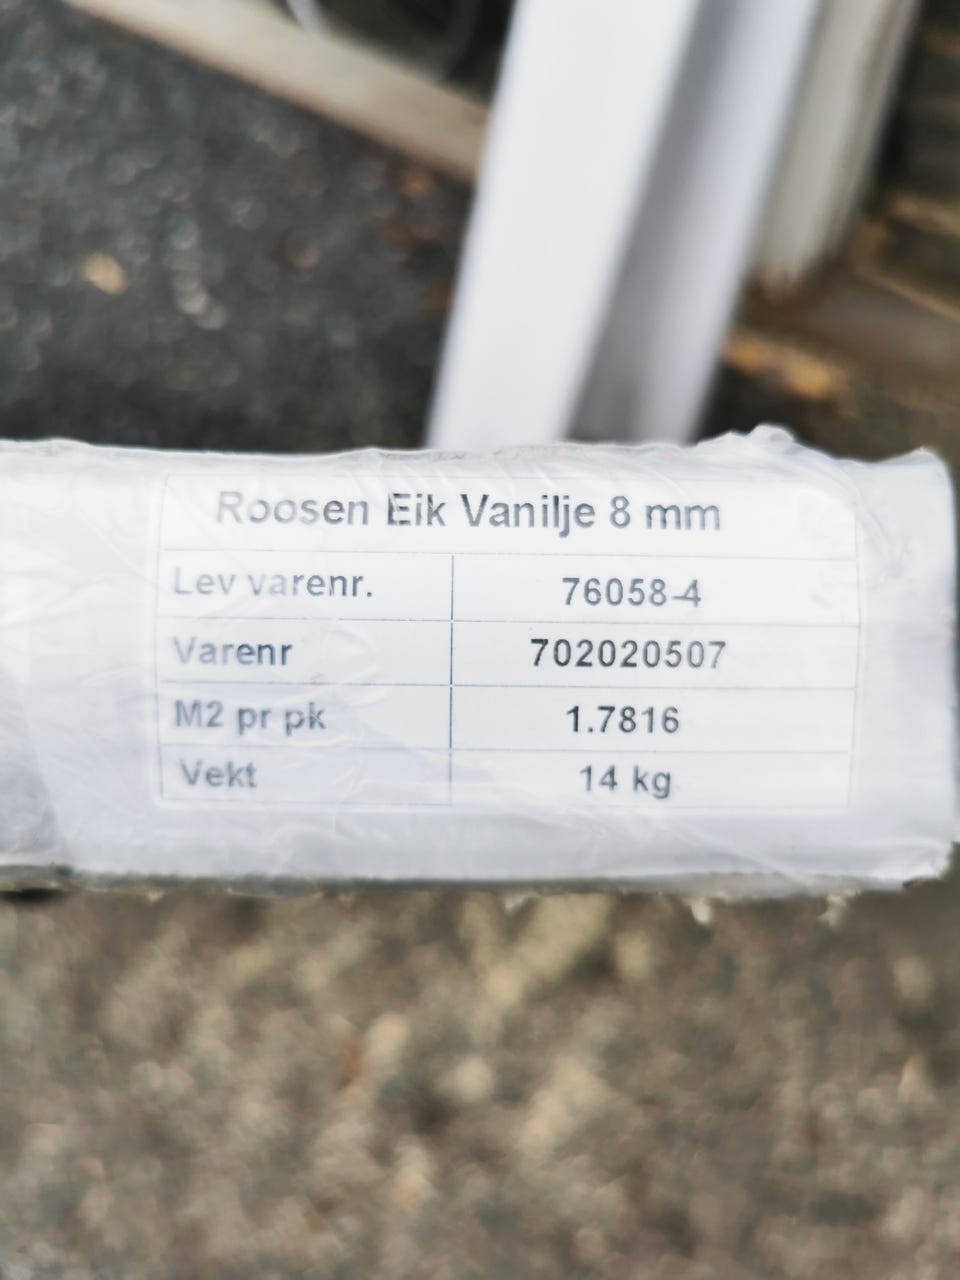 Roosen Eik Vanilje 8 mm
Lev varenr. 76058-4
Varenr 702020507
M2 pr pk 1.7816
Vekt 14 kg